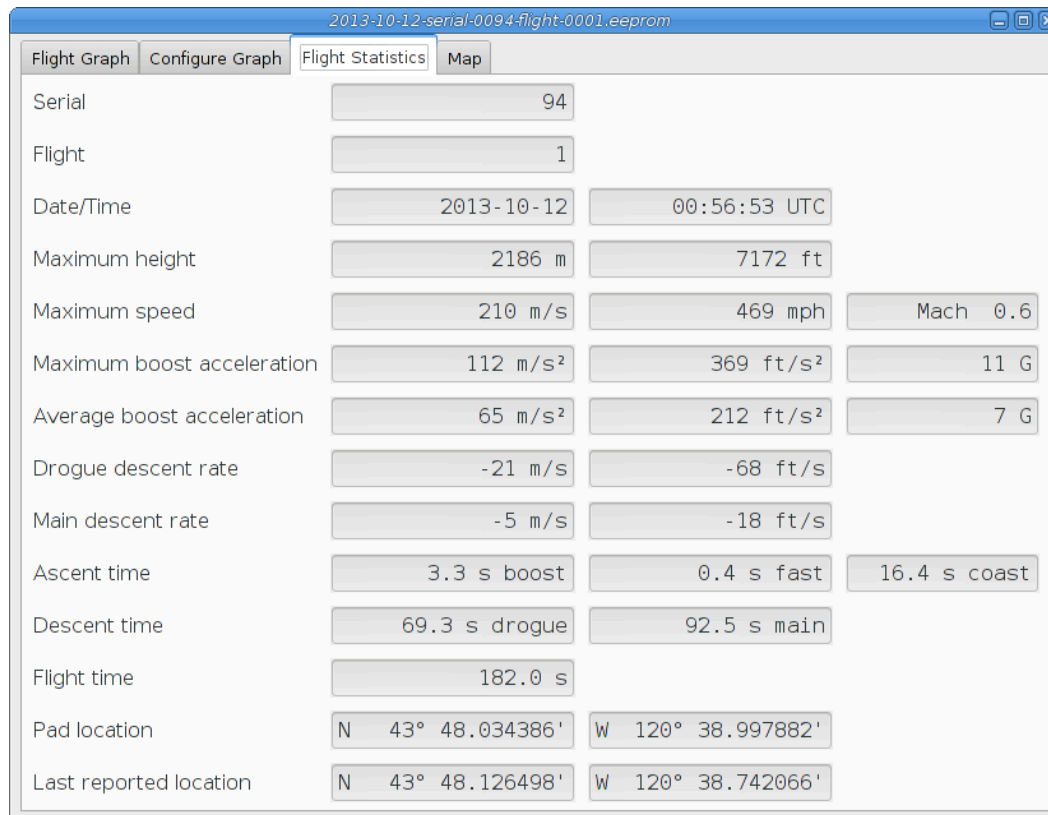 2013-10-12-serial-0094-flight-0001.eeprom
Flight Graph Configure Graph Flight Statistics Map
Serial 94
Flight 1
Date/Time 2013-10-12 00:56:53 UTC
Maximum height 2186 m 7172 ft
Maximum speed 210 m/s 469 mph Mach 0.6
Maximum boost acceleration 112 m/s² 369 ft/s² 11 G
Average boost acceleration 65 m/s² 212 ft/s² 7 G
Drogue descent rate -21 m/s -68 ft/s
Main descent rate -5 m/s -18 ft/s
Ascent time 3.3 s boost 0.4 s fast 16.4 s coast
Descent time 69.3 s drogue 92.5 s main
Flight time 182.0 s
Pad location N 43° 48.034386' W 120° 38.997882'
Last reported location N 43° 48.126498' W 120° 38.742066'